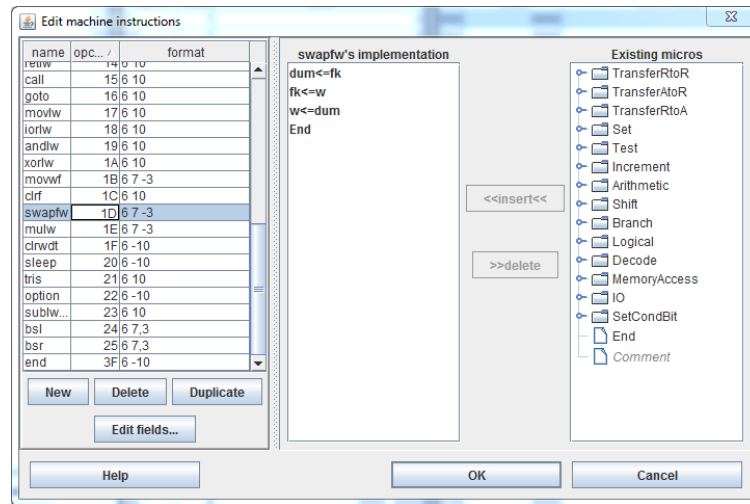 Edit machine instructions
name opc... format
retlw 14 6 10
call 15 6 10
goto 16 6 10
movlw 17 6 10
iorlw 18 6 10
andlw 19 6 10
xorlw 1A 6 10
movwf 1B 6 7 -3
clrf 1C 6 10
swapfw 1D 6 7 -3
mulw 1E 6 7 -3
clrwdt 1F 6 -10
sleep 20 6 -10
tris 21 6 10
option 22 6 -10
sublw... 23 6 10
bsl 24 6 7,3
bsr 25 6 7,3
end 3F 6 -10
New Delete Duplicate
Edit fields...
swapfw's implementation
dum<=fk
fk<=w
w<=dum
End
<<insert<<
>>delete
Existing micros
TransferRtoR
TransferAtoR
TransferRtoA
Set
Test
Increment
Arithmetic
Shift
Branch
Logical
Decode
MemoryAccess
IO
SetCondBit
End
Comment
Help OK Cancel